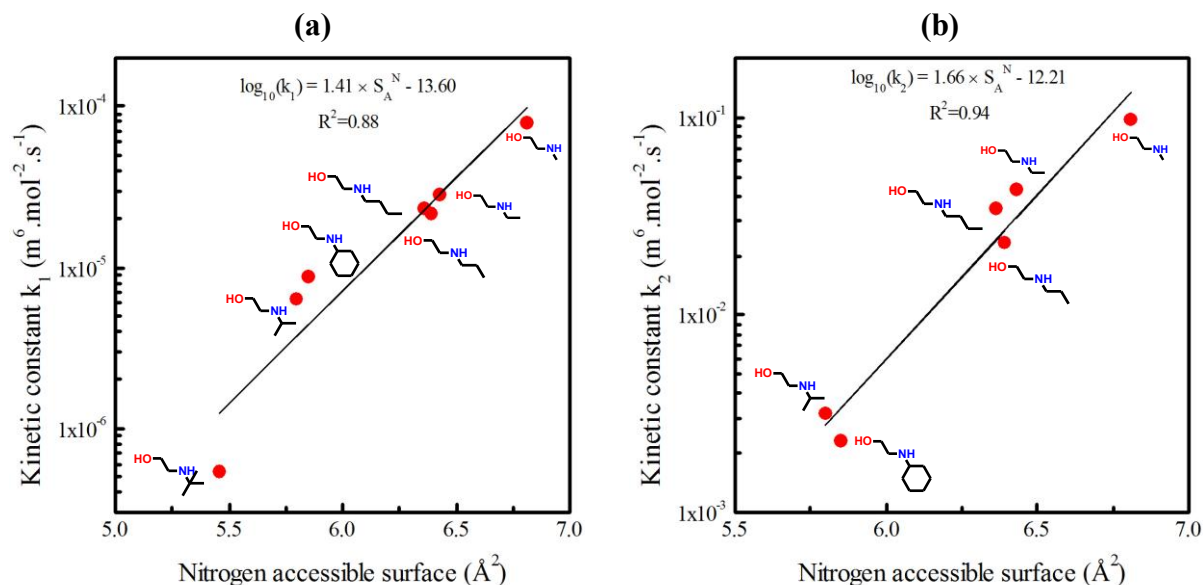 (a)
log₁₀(k₁) = 1.41 × S_A^N - 13.60
R²=0.88
Kinetic constant k₁ (m⁶.mol⁻².s⁻¹)
1x10⁻⁴
1x10⁻⁵
1x10⁻⁶
HO NH
HO NH
HO NH
HO NH
HO NH
HO NH
HO NH
5.0 5.5 6.0 6.5 7.0
Nitrogen accessible surface (Å²)
(b)
log₁₀(k₂) = 1.66 × S_A^N - 12.21
R²=0.94
Kinetic constant k₂ (m⁶.mol⁻².s⁻¹)
1x10⁻¹
1x10⁻²
1x10⁻³
HO NH
HO NH
HO NH
HO NH
HO NH
HO NH
5.5 6.0 6.5 7.0
Nitrogen accessible surface (Å²)